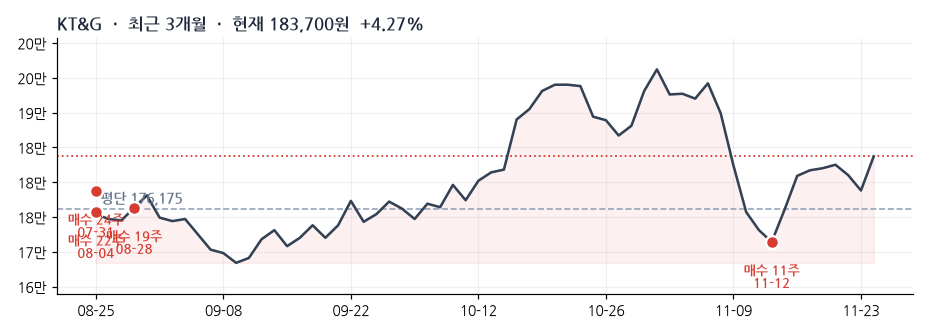 KT&G · 최근 3개월 · 현재 183,700원 +4.27%
20만
20만
19만
18만
18만
18만
17만
16만
평단 176,175
매수 24주
07-31
매수 22주
08-04
매수 19주
08-28
매수 11주
11-12
08-25
09-08
09-22
10-12
10-26
11-09
11-23